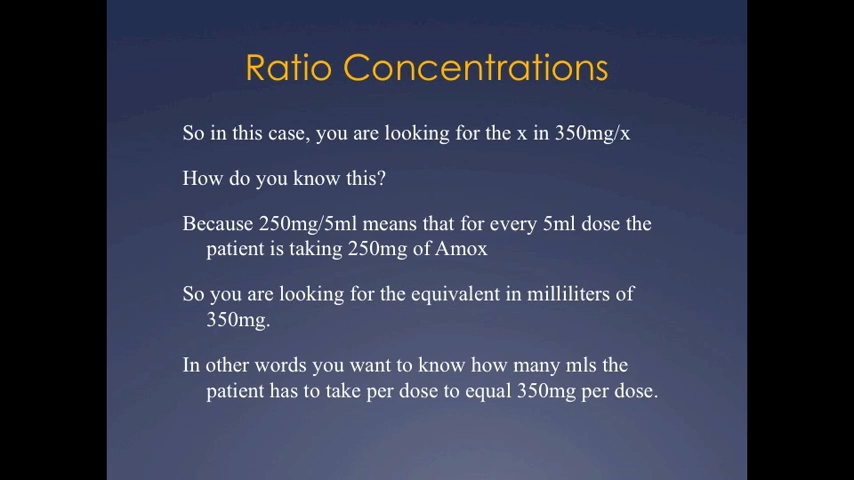 Ratio Concentrations
So in this case, you are looking for the x in 350mg/x
How do you know this?
Because 250mg/5ml means that for every 5ml dose the
patient is taking 250mg of Amox
So you are looking for the equivalent in milliliters of
350mg.
In other words you want to know how many mls the
patient has to take per dose to equal 350mg per dose.